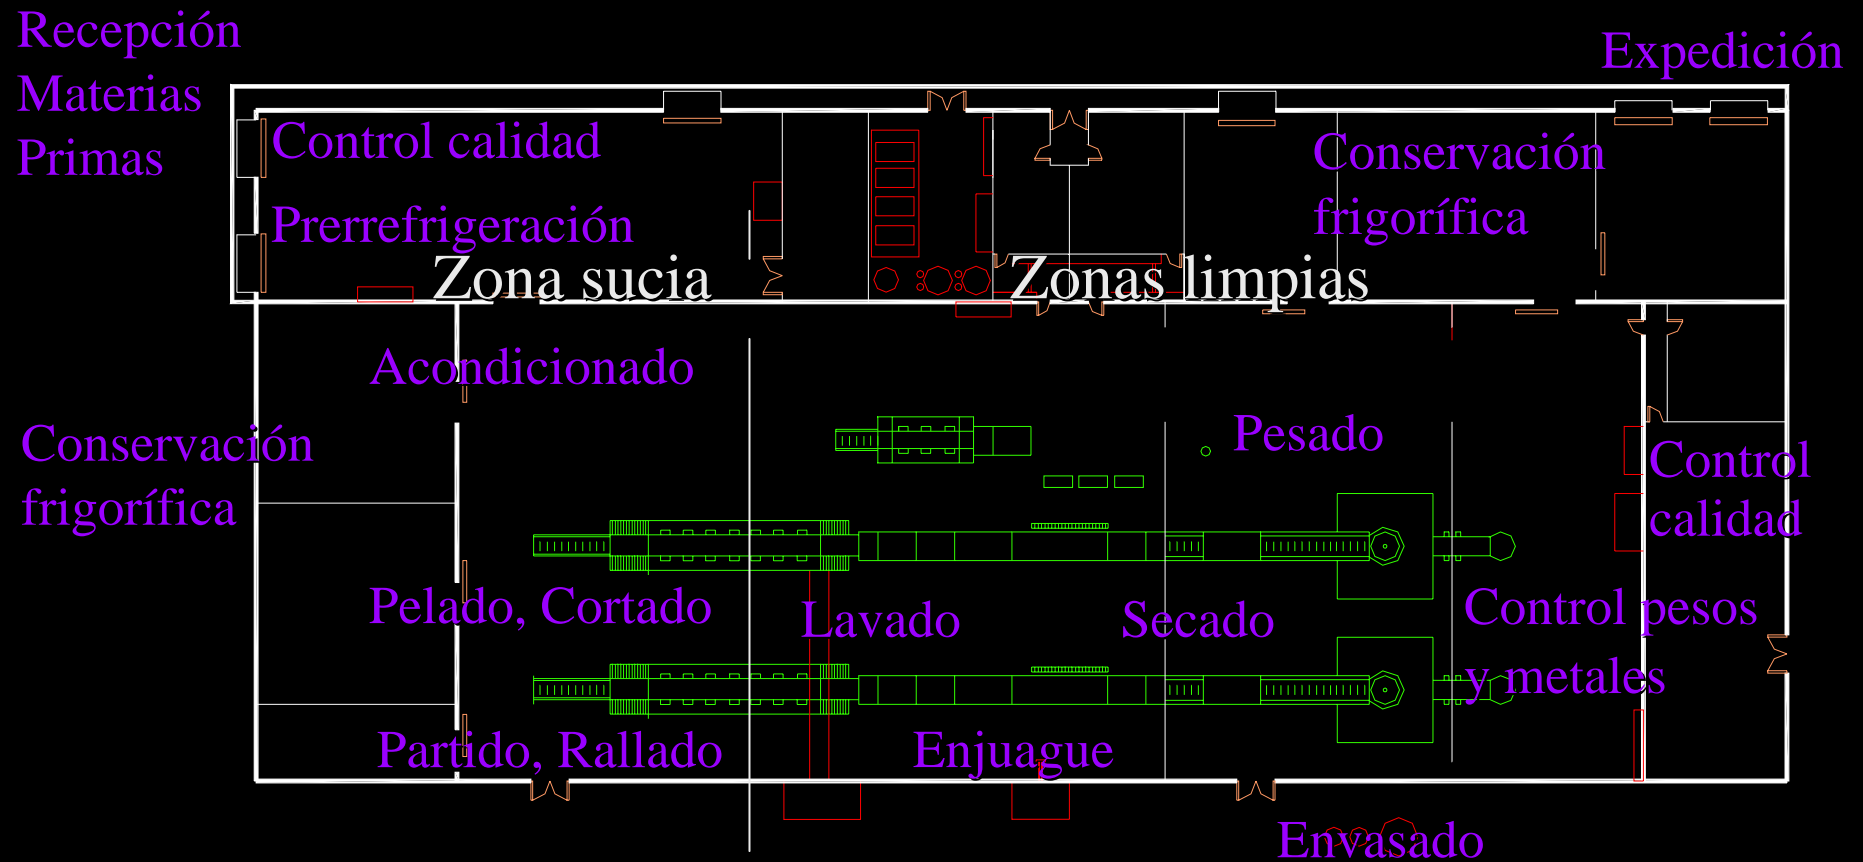 Recepción
Materias
Primas
Expedición
Control calidad
Prerrefrigeración
Conservación
frigorífica
Zona sucia
Zonas limpias
Acondicionado
Conservación
frigorífica
Pesado
Control
calidad
Pelado, Cortado
Lavado
Secado
Control pesos
y metales
Partido, Rallado
Enjuague
Envasado